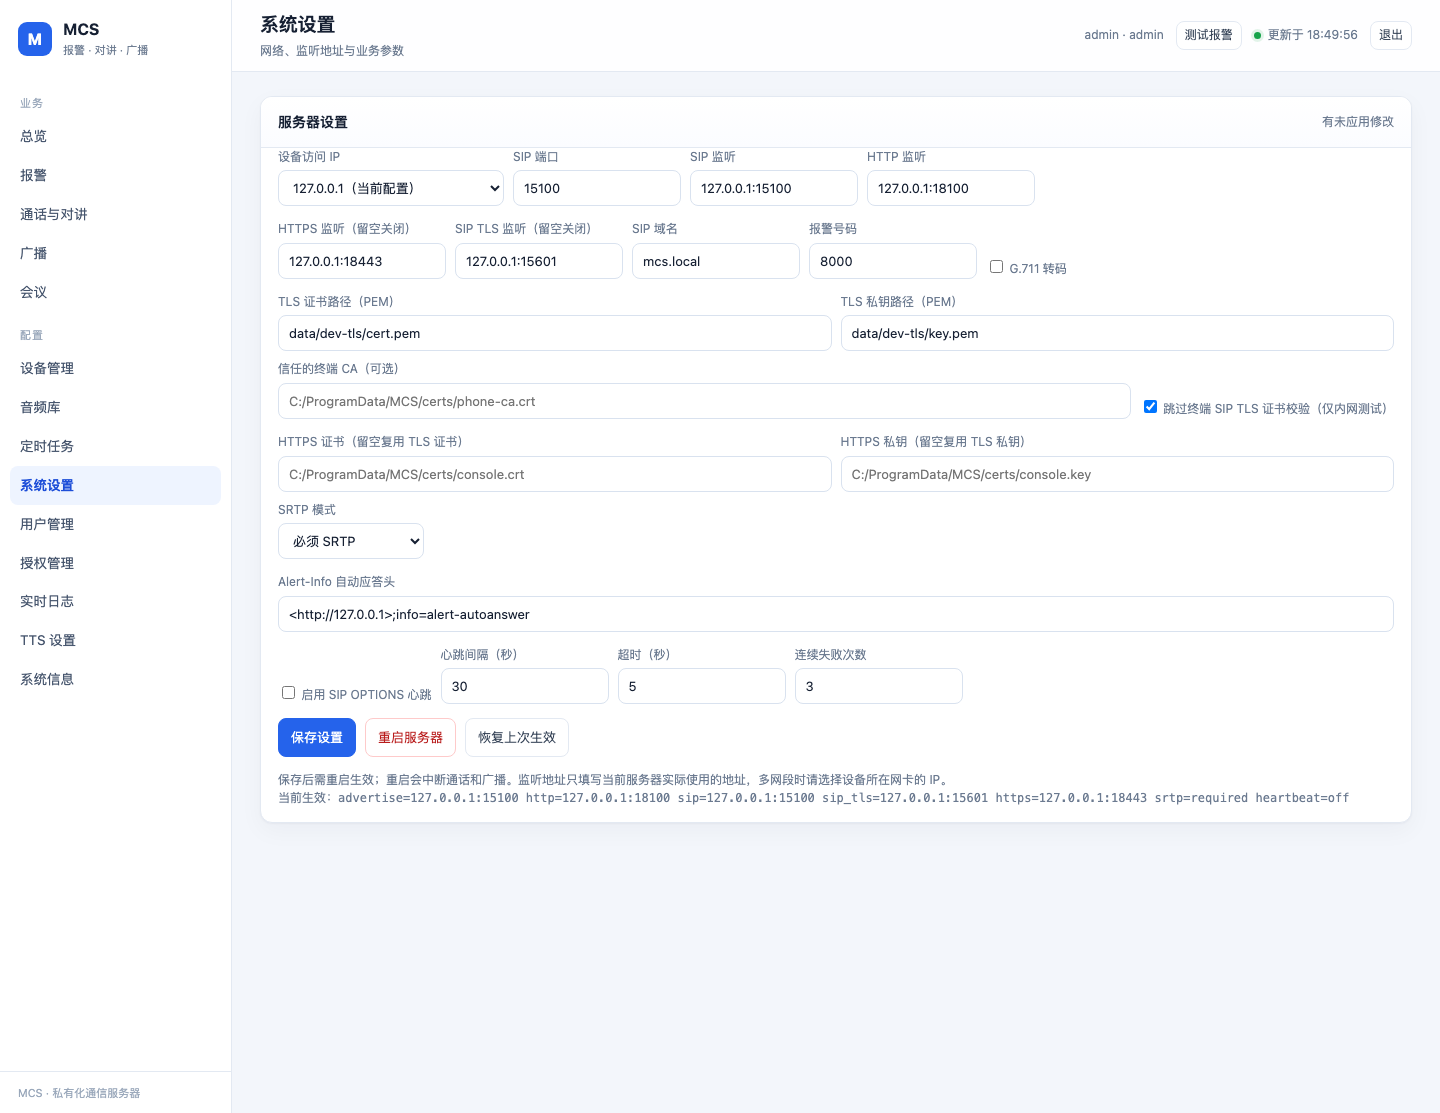 M
MCS
报警 · 对讲 · 广播
业务
总览
报警
通话与对讲
广播
会议
配置
设备管理
音频库
定时任务
系统设置
用户管理
授权管理
实时日志
TTS 设置
系统信息
MCS · 私有化通信服务器
系统设置
网络、监听地址与业务参数
admin · admin 测试报警 更新于 18:49:56 退出
服务器设置 有未应用修改
设备访问 IP SIP 端口 SIP 监听 HTTP 监听
127.0.0.1（当前配置） 15100 127.0.0.1:15100 127.0.0.1:18100
HTTPS 监听（留空关闭） SIP TLS 监听（留空关闭） SIP 域名 报警号码
127.0.0.1:18443 127.0.0.1:15601 mcs.local 8000 G.711 转码
TLS 证书路径（PEM） TLS 私钥路径（PEM）
data/dev-tls/cert.pem data/dev-tls/key.pem
信任的终端 CA（可选）
C:/ProgramData/MCS/certs/phone-ca.crt 跳过终端 SIP TLS 证书校验（仅内网测试）
HTTPS 证书（留空复用 TLS 证书） HTTPS 私钥（留空复用 TLS 私钥）
C:/ProgramData/MCS/certs/console.crt C:/ProgramData/MCS/certs/console.key
SRTP 模式
必须 SRTP
Alert-Info 自动应答头
<http://127.0.0.1>;info=alert-autoanswer
心跳间隔（秒） 超时（秒） 连续失败次数
启用 SIP OPTIONS 心跳 30 5 3
保存设置 重启服务器 恢复上次生效
保存后需重启生效；重启会中断通话和广播。监听地址只填写当前服务器实际使用的地址，多网段时请选择设备所在网卡的 IP。
当前生效：advertise=127.0.0.1:15100 http=127.0.0.1:18100 sip=127.0.0.1:15100 sip_tls=127.0.0.1:15601 https=127.0.0.1:18443 srtp=required heartbeat=off